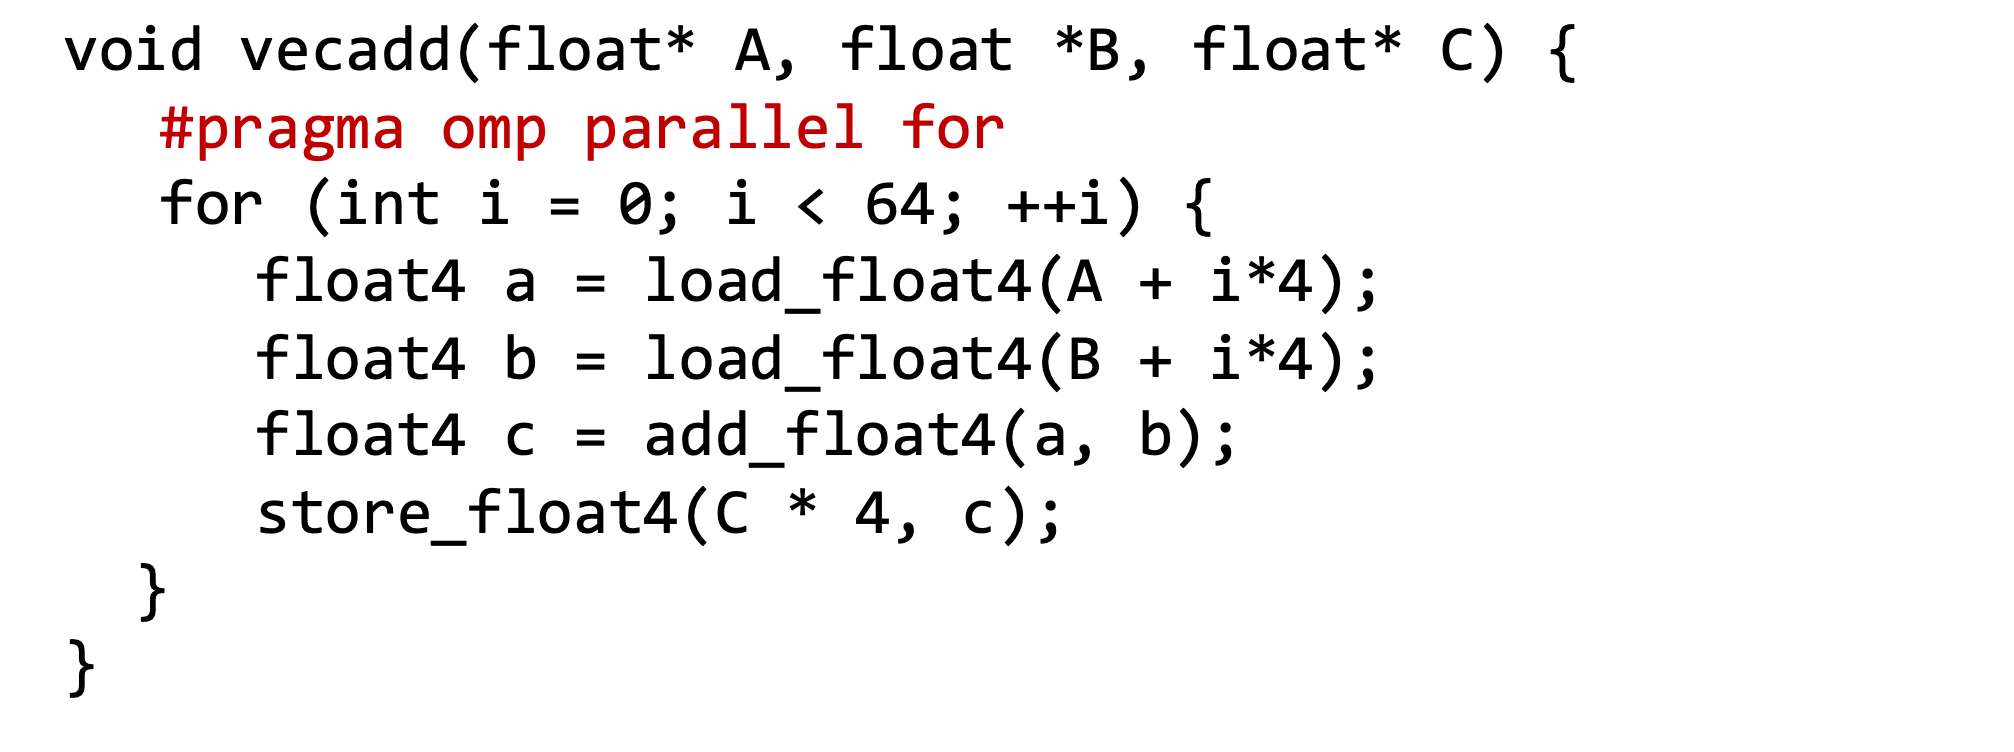 void vecadd(float* A, float *B, float* C) {
#pragma omp parallel for
for (int i = 0; i < 64; ++i) {
float4 a = load_float4(A + i*4);
float4 b = load_float4(B + i*4);
float4 c = add_float4(a, b);
store_float4(C * 4, c);
}
}